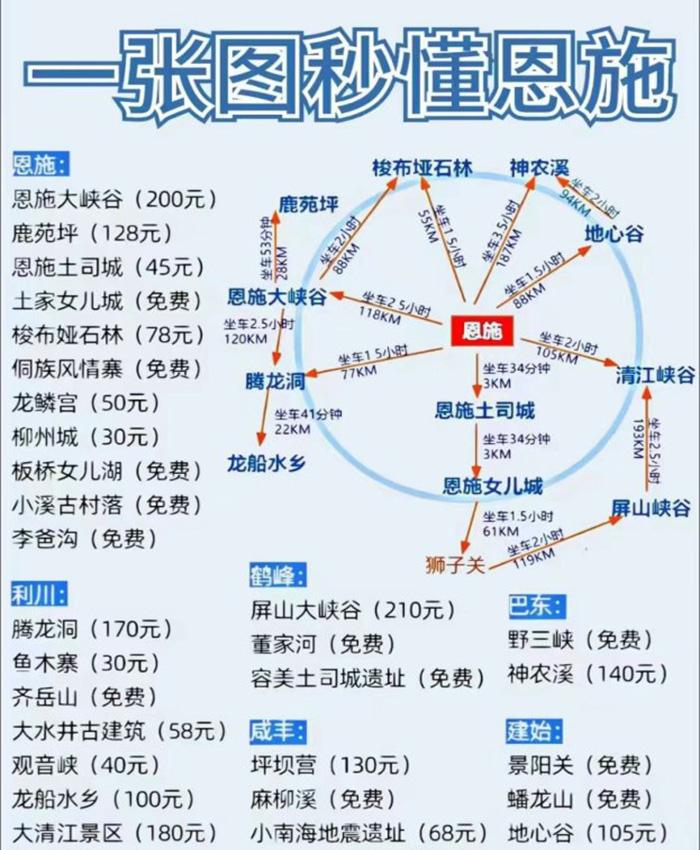 一张图秒懂恩施
恩施：
恩施大峡谷（200元）
鹿苑坪（128元）
恩施土司城（45元）
土家女儿城（免费）
梭布垭石林（78元）
侗族风情寨（免费）
龙鳞宫（50元）
柳州城（30元）
板桥女儿湖（免费）
小溪古村落（免费）
李爸沟（免费）
梭布垭石林
神农溪
鹿苑坪
地心谷
坐车53分钟
28KM
坐车2小时
88KM
坐车1.5小时
55KM
坐车3.5小时
187KM
坐车2小时
94KM
坐车1.5小时
88KM
恩施大峡谷
坐车2.5小时
118KM
恩施
坐车2.5小时
120KM
坐车1.5小时
77KM
坐车2小时
105KM
腾龙洞
坐车34分钟
3KM
清江峡谷
恩施土司城
坐车41分钟
22KM
坐车34分钟
3KM
坐车2.5小时
193KM
龙船水乡
恩施女儿城
屏山峡谷
坐车1.5小时
61KM
坐车2小时
119KM
狮子关
利川：
腾龙洞（170元）
鱼木寨（30元）
齐岳山（免费）
大水井古建筑（58元）
观音峡（40元）
龙船水乡（100元）
大清江景区（180元）
鹤峰：
屏山大峡谷（210元）
董家河（免费）
容美土司城遗址（免费）
咸丰：
坪坝营（130元）
麻柳溪（免费）
小南海地震遗址（68元）
巴东：
野三峡（免费）
神农溪（140元）
建始：
景阳关（免费）
蟠龙山（免费）
地心谷（105元）